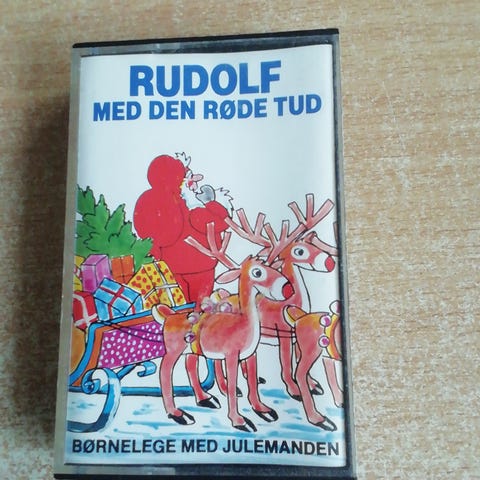 RUDOLF
MED DEN RØDE TUD
BØRNELEGE MED JULEMANDEN